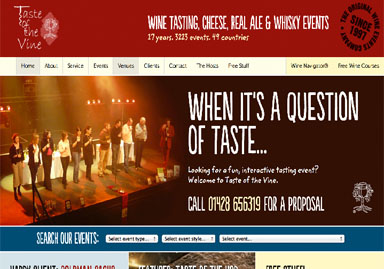 Taste
of the
Vine
WINE TASTING, CHEESE, REAL ALE & WHISKY EVENTS
17 years. 3223 events. 49 countries
THE ORIGINAL WINE EVENTS COMPANY
SINCE
1997
Home About Service Events Venues Clients Contact The Hosts Free Stuff Wine Navigator® Free Wine Courses
WHEN IT'S A QUESTION
OF TASTE...
Looking for a fun, interactive tasting event?
Welcome to Taste of the Vine.
CALL 01428 656319 FOR A PROPOSAL
SEARCH OUR EVENTS: Select event type... Select event style... Select event...
HAPPY CLIENT: GOLDMAN SACHS FEATURED: TASTE OF THE FREE STUFF!